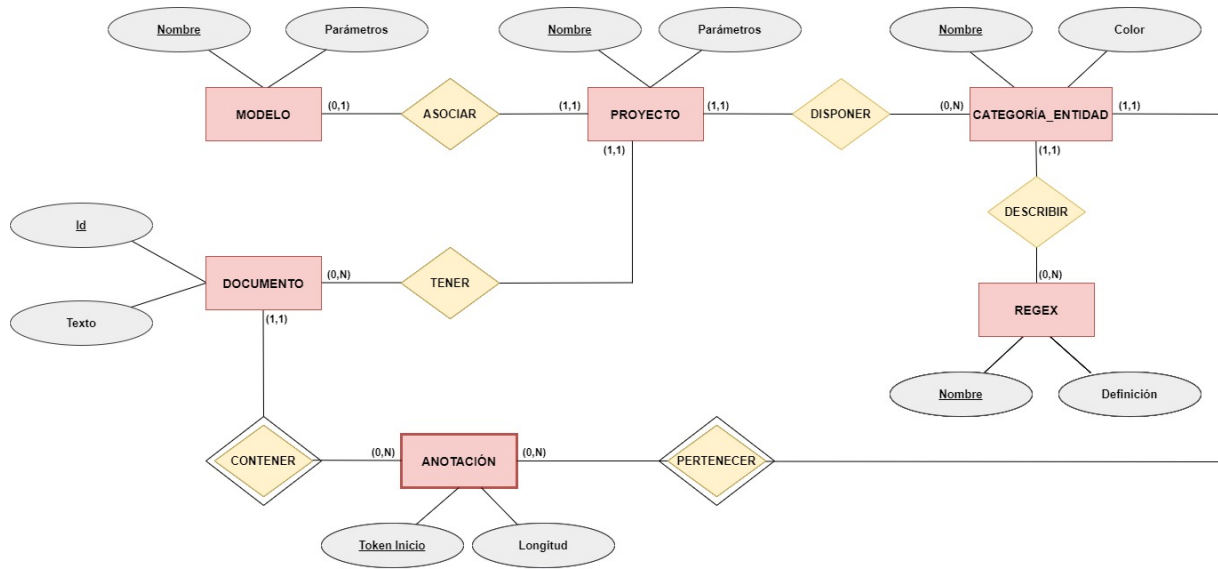 Nombre
Parámetros
Nombre
Parámetros
Nombre
Color
MODELO
(0,1)
ASOCIAR
(1,1)
PROYECTO
(1,1)
DISPONER
(0,N)
CATEGORÍA_ENTIDAD
(1,1)
(1,1)
(1,1)
DESCRIBIR
Id
DOCUMENTO
(0,N)
TENER
(0,N)
Texto
(1,1)
REGEX
Nombre
Definición
CONTENER
(0,N)
ANOTACIÓN
(0,N)
PERTENECER
Token Inicio
Longitud